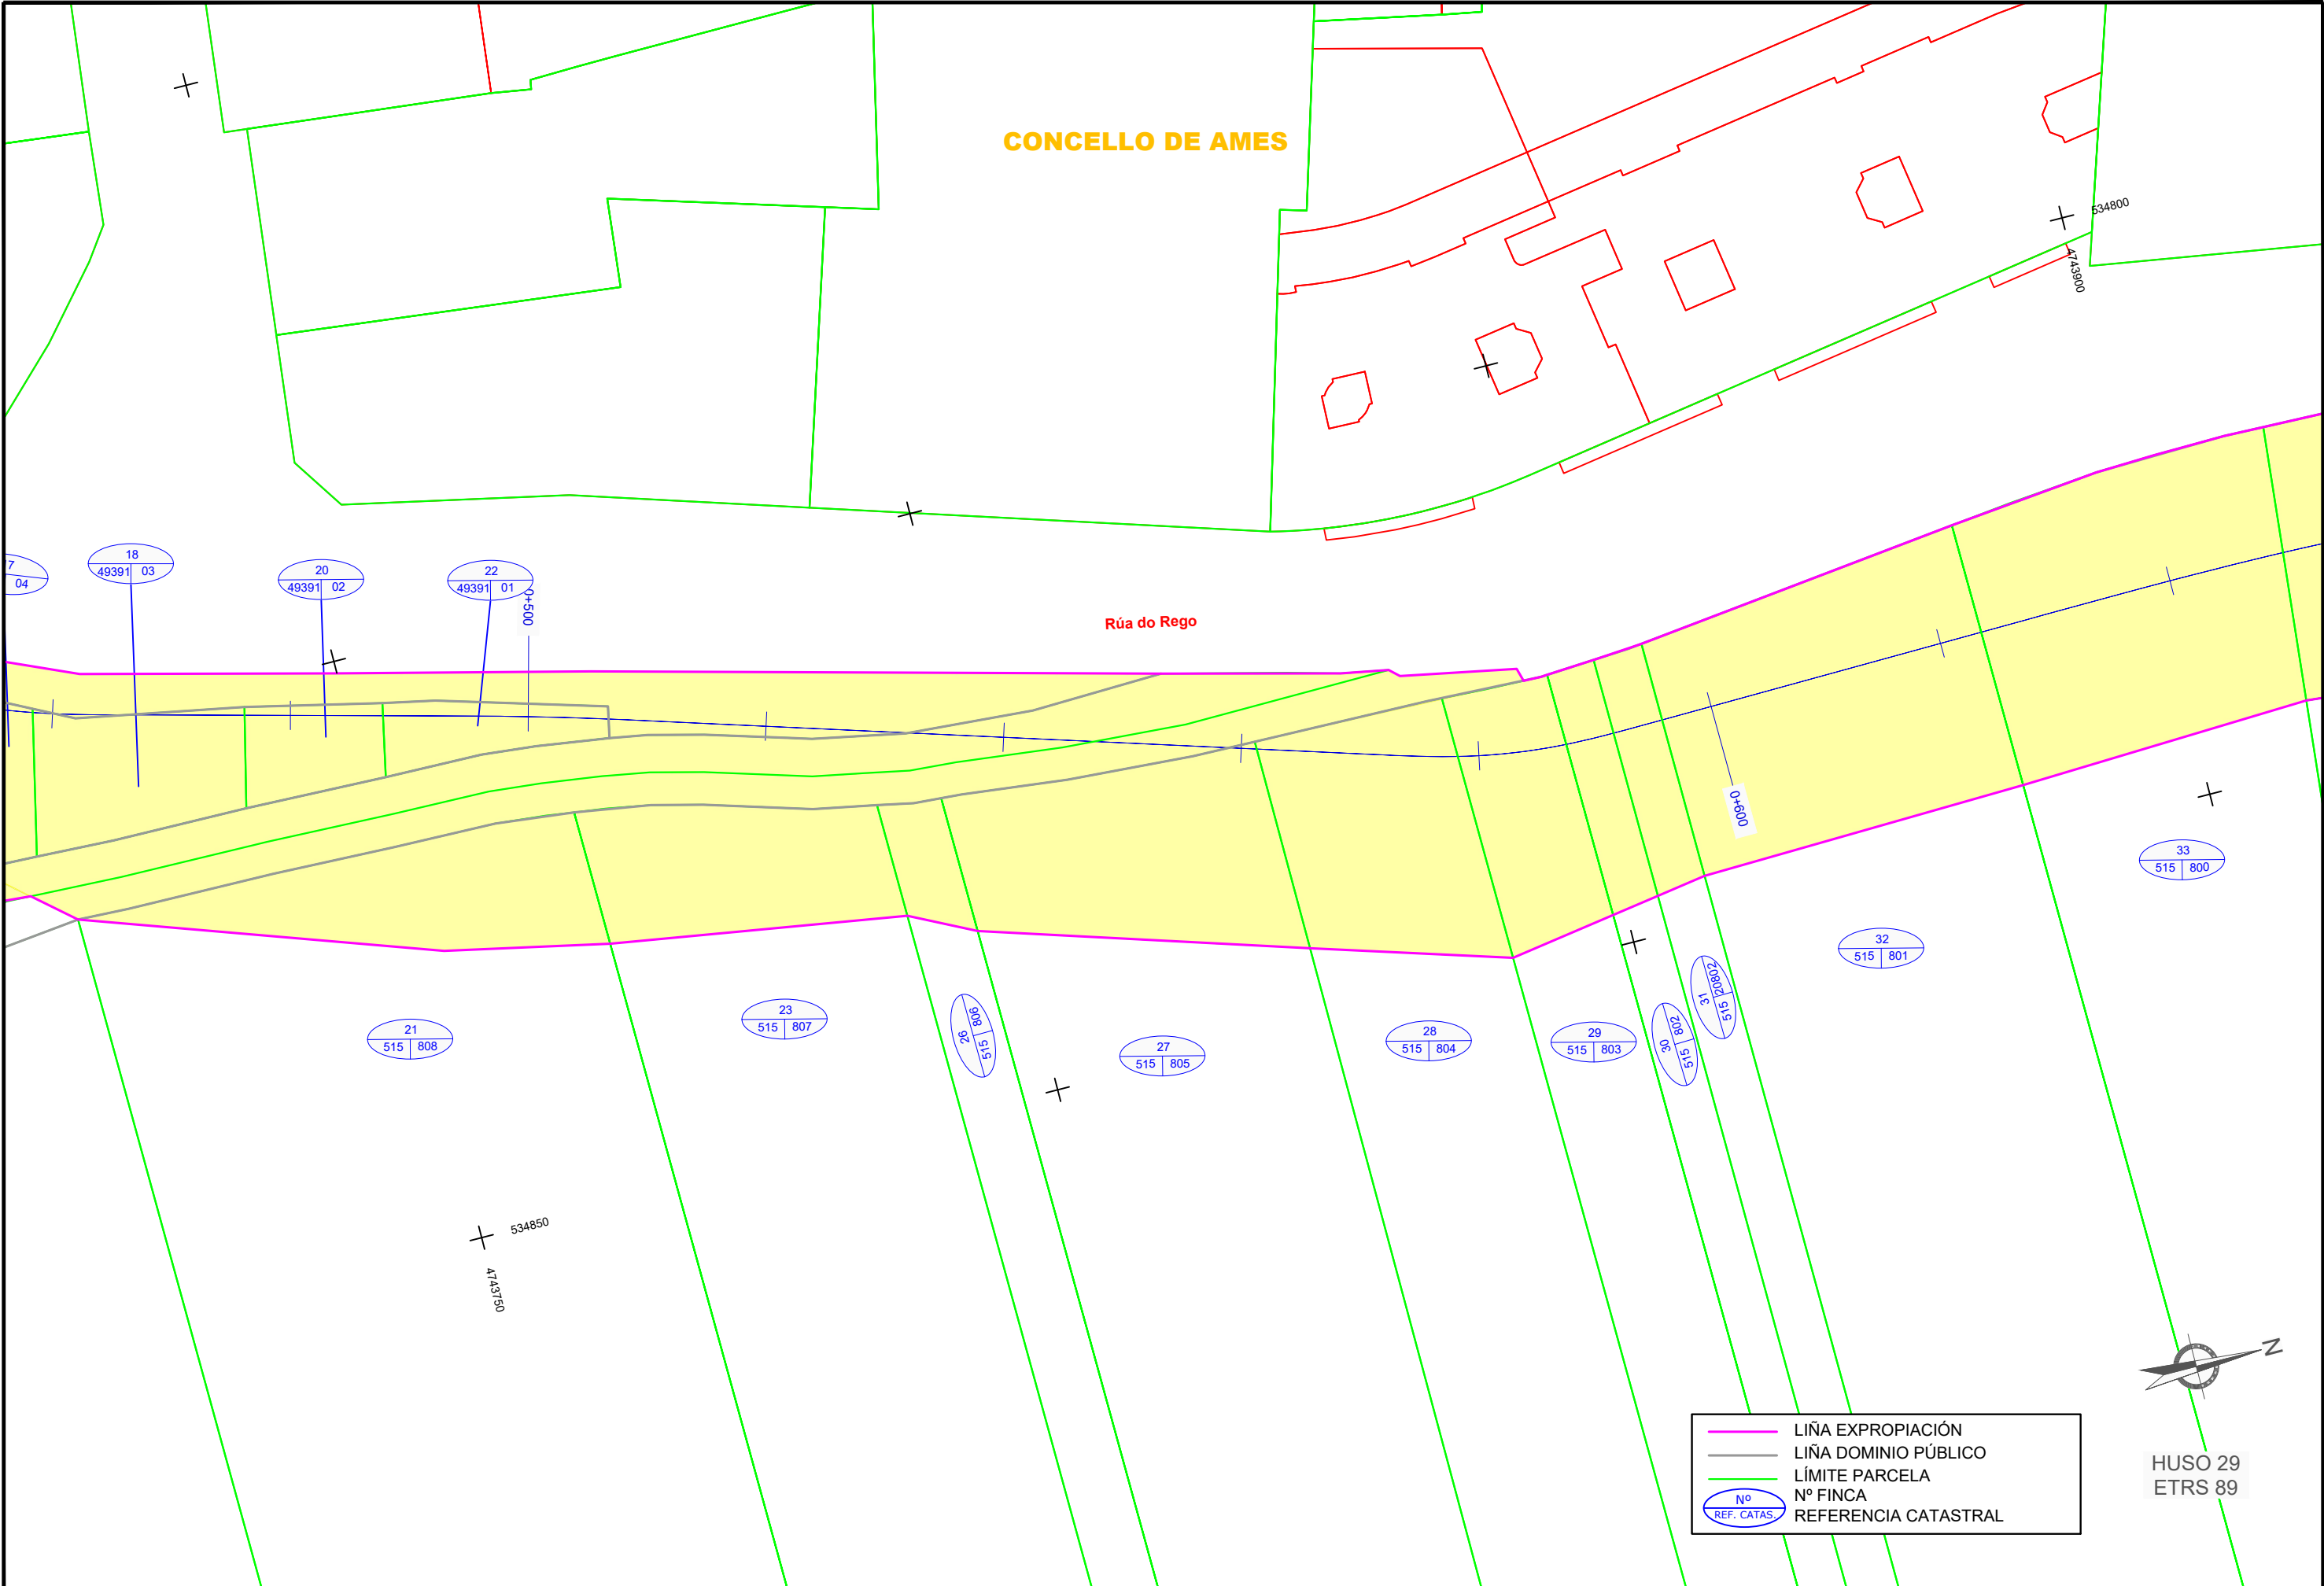 CONCELLO DE AMES
534800
4743900
7
04
18
49391 03
20
49391 02
22
49391 01
0+500
Rúa do Rego
0+600
33
515 800
32
515 801
31
515 20802
30
515 802
29
515 803
28
515 804
27
515 805
26
515 806
23
515 807
21
515 808
534850
4743750
N
LIÑA EXPROPIACIÓN
LIÑA DOMINIO PÚBLICO
LÍMITE PARCELA
Nº
Nº FINCA
REF. CATAS.
REFERENCIA CATASTRAL
HUSO 29
ETRS 89